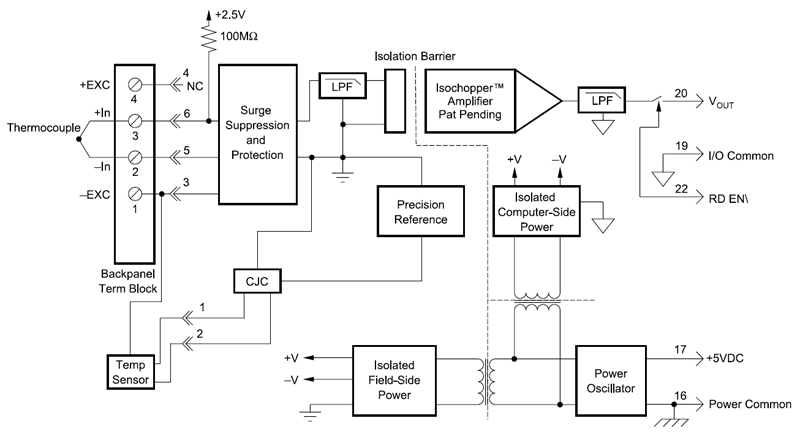 +2.5V
100MΩ
Isolation Barrier
+EXC
4
4
NC
LPF
Isochopper™
Amplifier
Pat Pending
LPF
20
VOUT
+In
3
6
Surge
Suppression
and
Protection
Thermocouple
–In
2
5
19
I/O Common
–EXC
1
3
+V
–V
22
RD EN\
Precision
Reference
Isolated
Computer-Side
Power
Backpanel
Term Block
CJC
1
2
Temp
Sensor
+V
–V
Isolated
Field-Side
Power
Power
Oscillator
17
+5VDC
16
Power Common